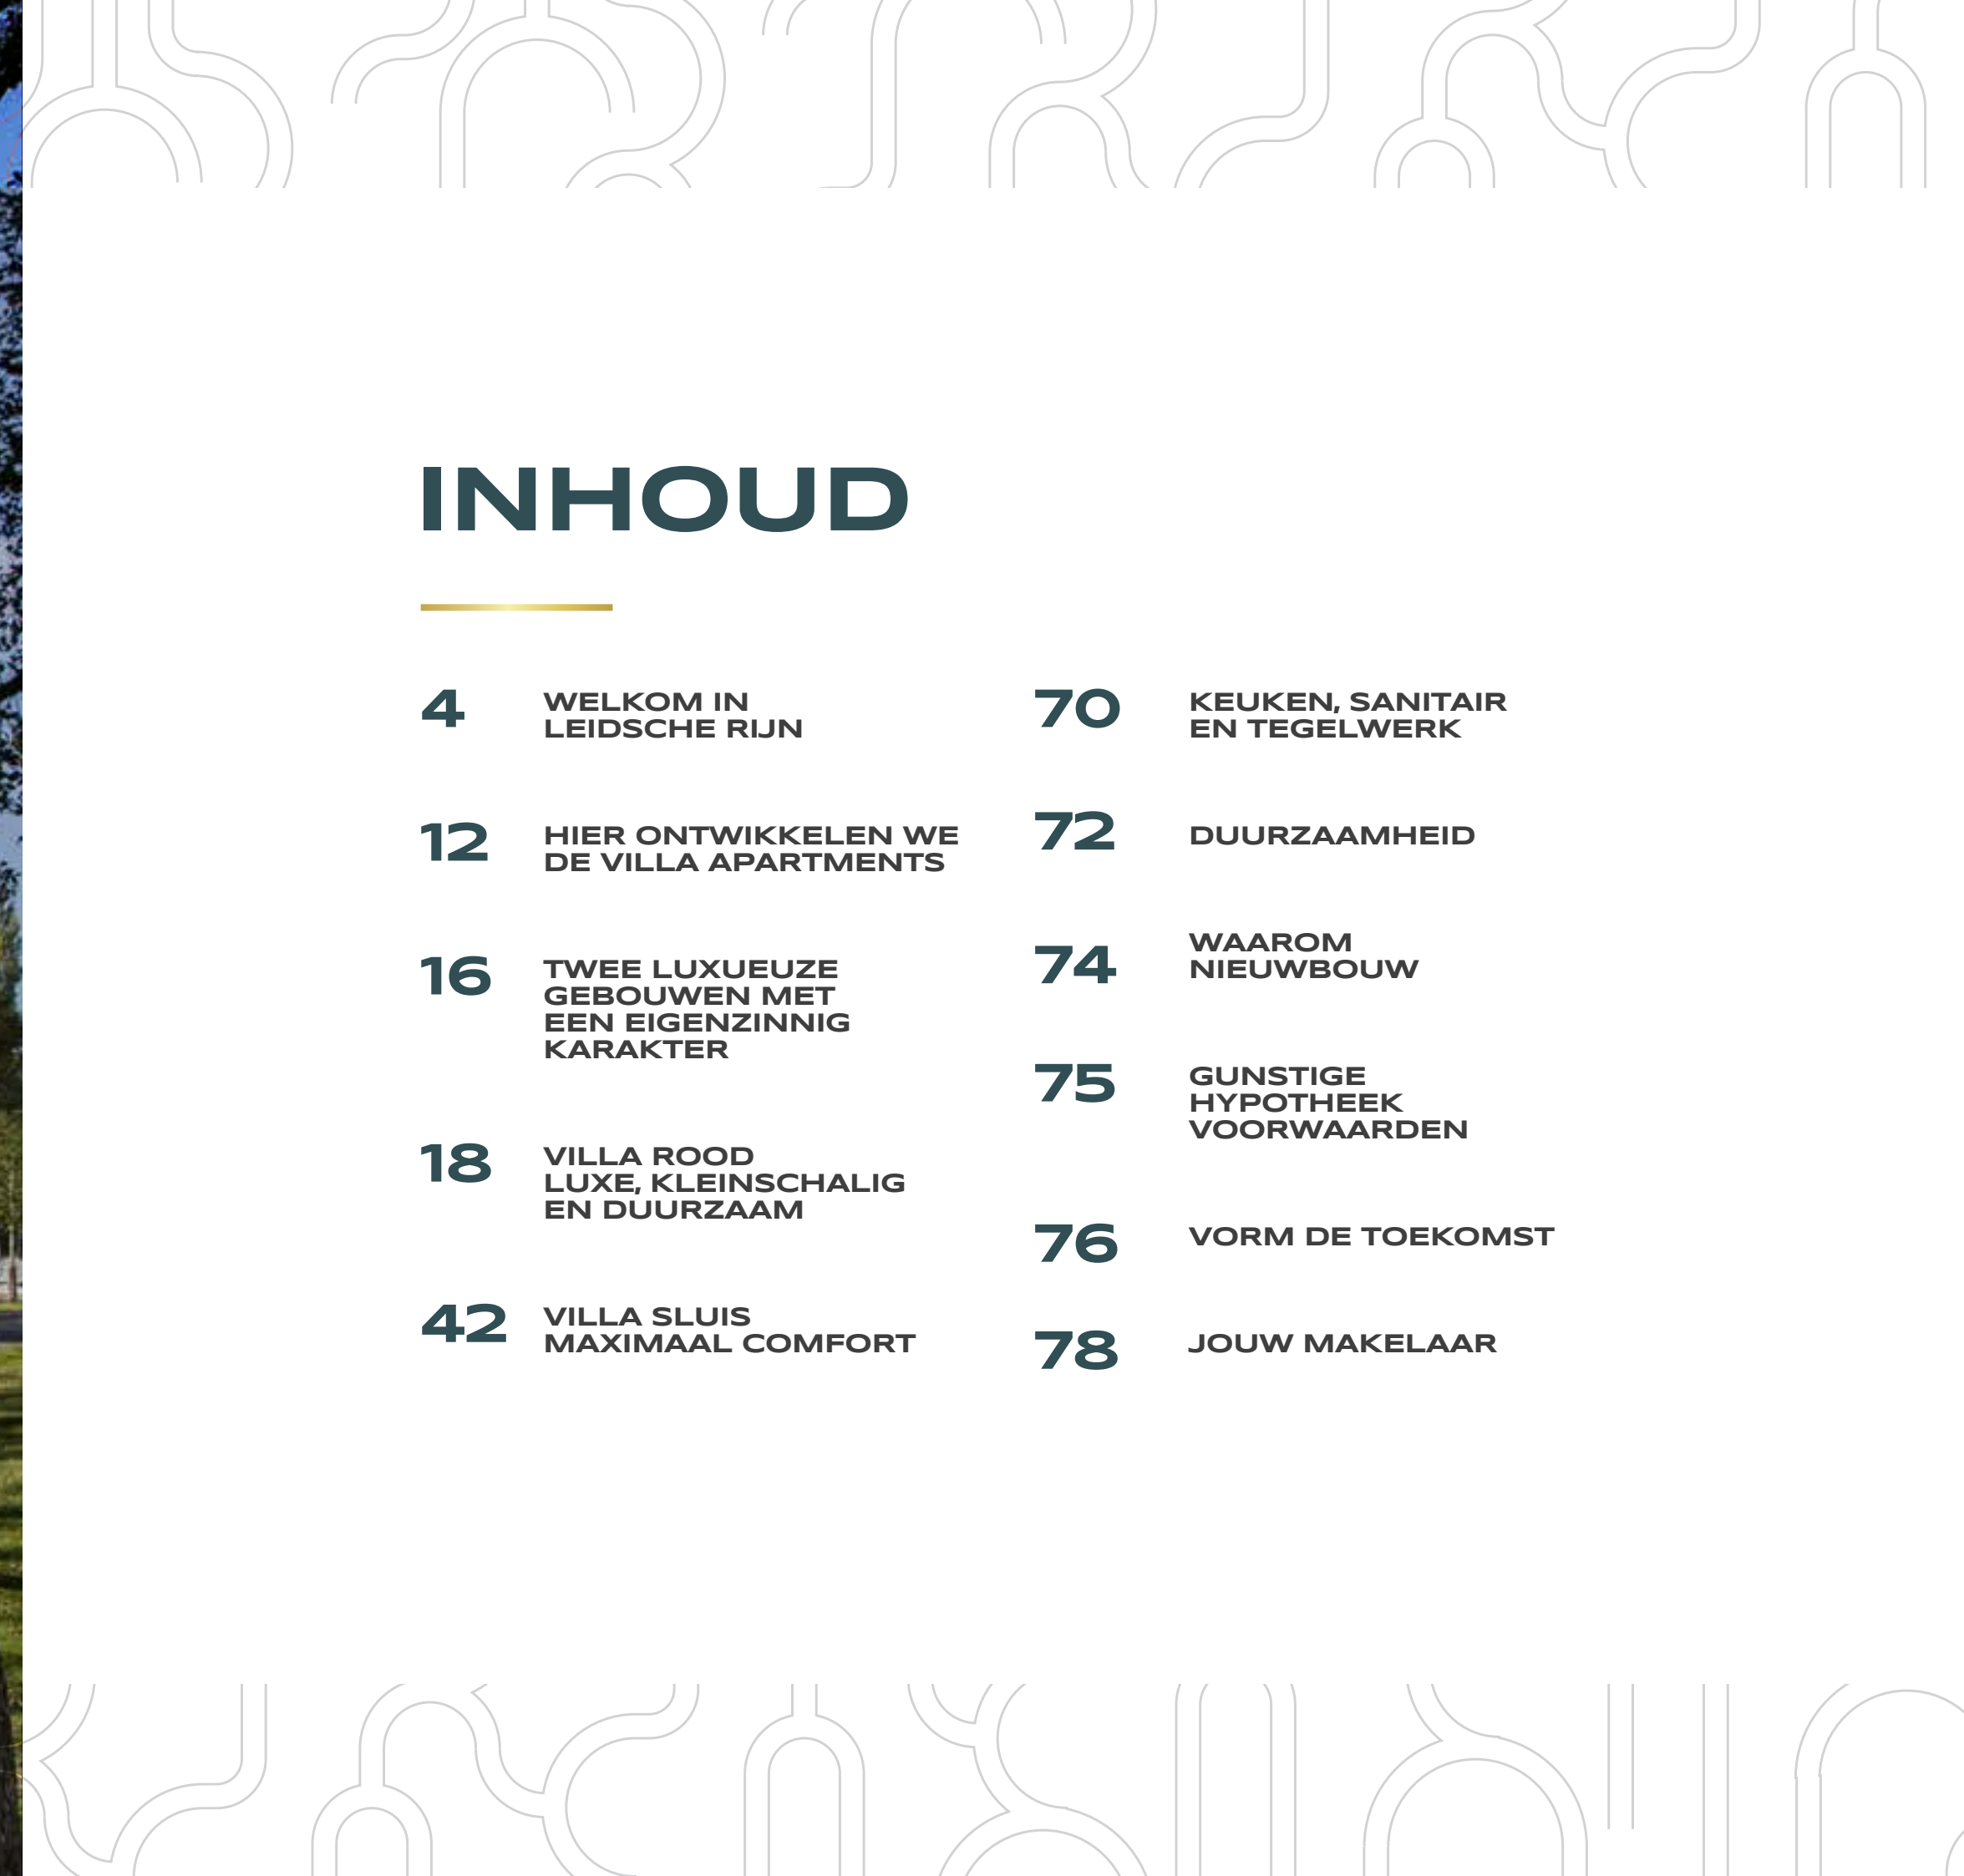 INHOUD
4
WELKOM IN
LEIDSCHE RIJN
12
HIER ONTWIKKELEN WE
DE VILLA APARTMENTS
16
TWEE LUXUEUZE
GEBOUWEN MET
EEN EIGENZINNIG
KARAKTER
18
VILLA ROOD
LUXE, KLEINSCHALIG
EN DUURZAAM
42
VILLA SLUIS
MAXIMAAL COMFORT
70
KEUKEN, SANITAIR
EN TEGELWERK
72
DUURZAAMHEID
74
WAAROM
NIEUWBOUW
75
GUNSTIGE
HYPOTHEEK
VOORWAARDEN
76
VORM DE TOEKOMST
78
JOUW MAKELAAR